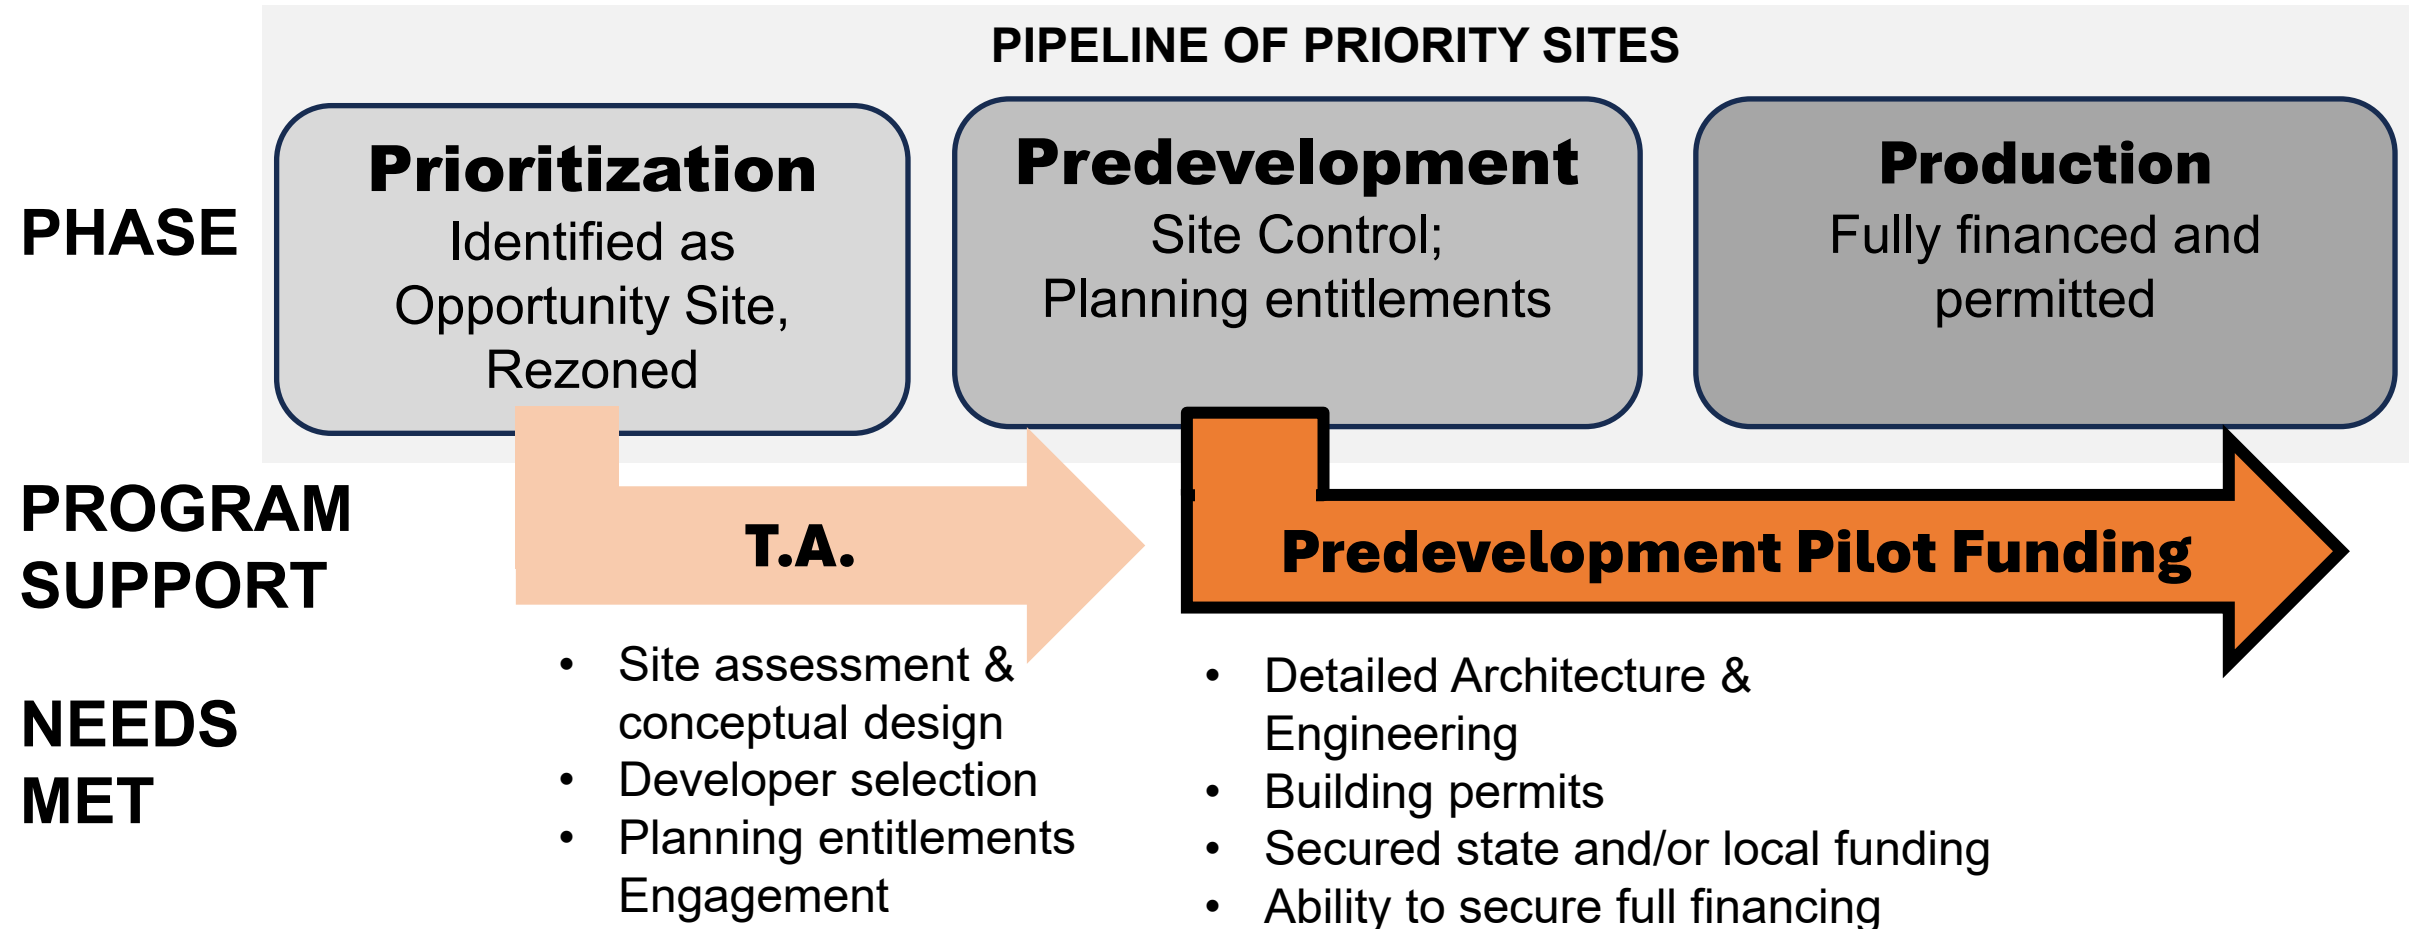 PIPELINE OF PRIORITY SITES
PHASE
Prioritization
Identified as
Opportunity Site,
Rezoned
Predevelopment
Site Control;
Planning entitlements
Production
Fully financed and
permitted
PROGRAM
SUPPORT
T.A.
Predevelopment Pilot Funding
NEEDS
MET
• Site assessment &
conceptual design
• Developer selection
• Planning entitlements
Engagement
• Detailed Architecture &
Engineering
• Building permits
• Secured state and/or local funding
• Ability to secure full financing